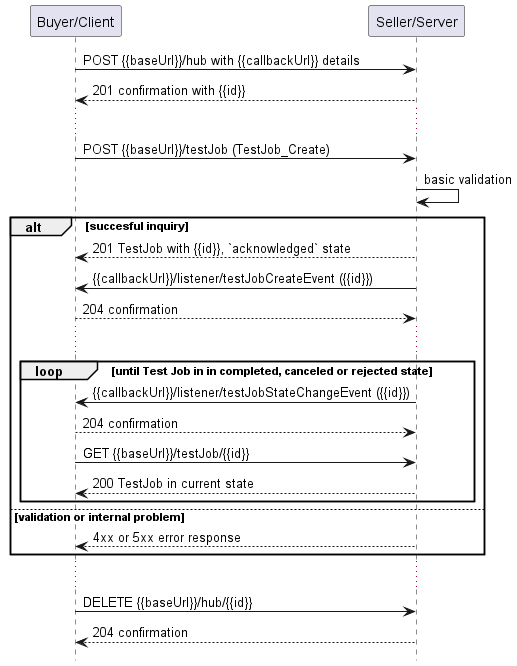 Buyer/Client
Seller/Server
POST {{baseUrl}}/hub with {{callbackUrl}} details
201 confirmation with {{id}}
POST {{baseUrl}}/testJob (TestJob_Create)
basic validation
alt
[succesful inquiry]
201 TestJob with {{id}}, `acknowledged` state
{{callbackUrl}}/listener/testJobCreateEvent ({{id}})
204 confirmation
loop
[until Test Job in in completed, canceled or rejected state]
{{callbackUrl}}/listener/testJobStateChangeEvent ({{id}})
204 confirmation
GET {{baseUrl}}/testJob/{{id}}
200 TestJob in current state
[validation or internal problem]
4xx or 5xx error response
DELETE {{baseUrl}}/hub/{{id}}
204 confirmation